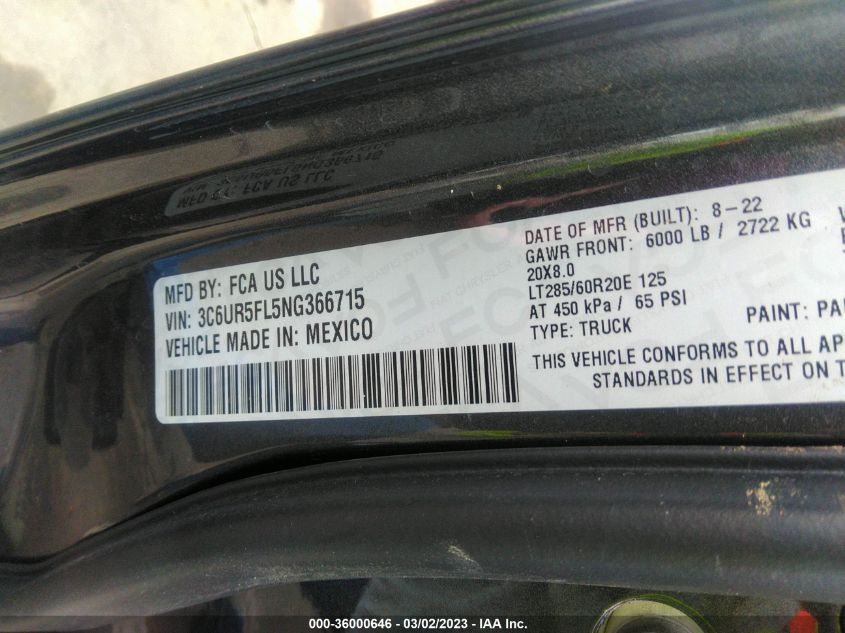 MFD BY: FCA US LLC
VIN: 3C6UR5FL5NG366715
VEHICLE MADE IN: MEXICO
DATE OF MFR (BUILT): 8-22
GAWR FRONT: 6000 LB / 2722 KG
20X8.0
LT285/60R20E 125
AT 450 kPa / 65 PSI
TYPE: TRUCK
PAINT: PA
THIS VEHICLE CONFORMS TO ALL AP
STANDARDS IN EFFECT ON T
000-36000646 - 03/02/2023 - IAA Inc.